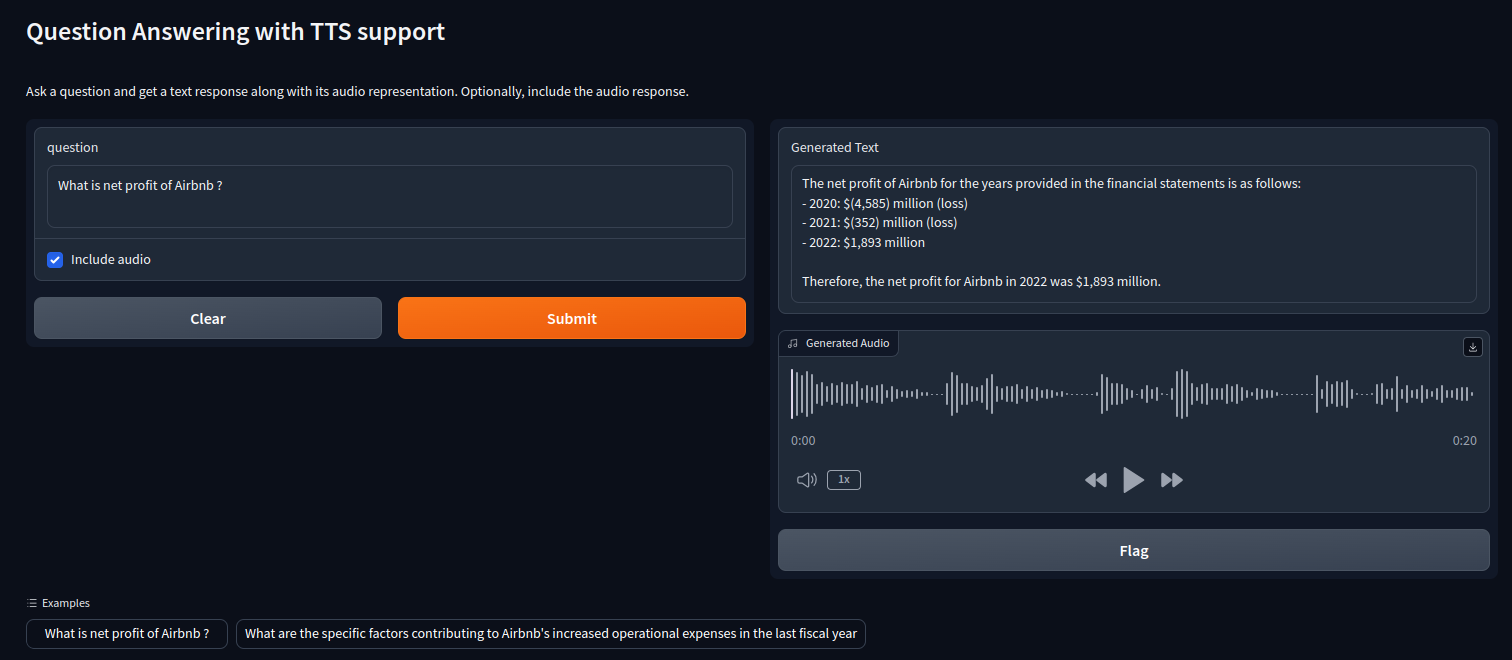 Question Answering with TTS support
Ask a question and get a text response along with its audio representation. Optionally, include the audio response.
question
What is net profit of Airbnb ?
Include audio
Clear
Submit
Generated Text
The net profit of Airbnb for the years provided in the financial statements is as follows:
- 2020: $(4,585) million (loss)
- 2021: $(352) million (loss)
- 2022: $1,893 million
Therefore, the net profit for Airbnb in 2022 was $1,893 million.
Generated Audio
0:00
0:20
1x
Flag
Examples
What is net profit of Airbnb ?
What are the specific factors contributing to Airbnb's increased operational expenses in the last fiscal year